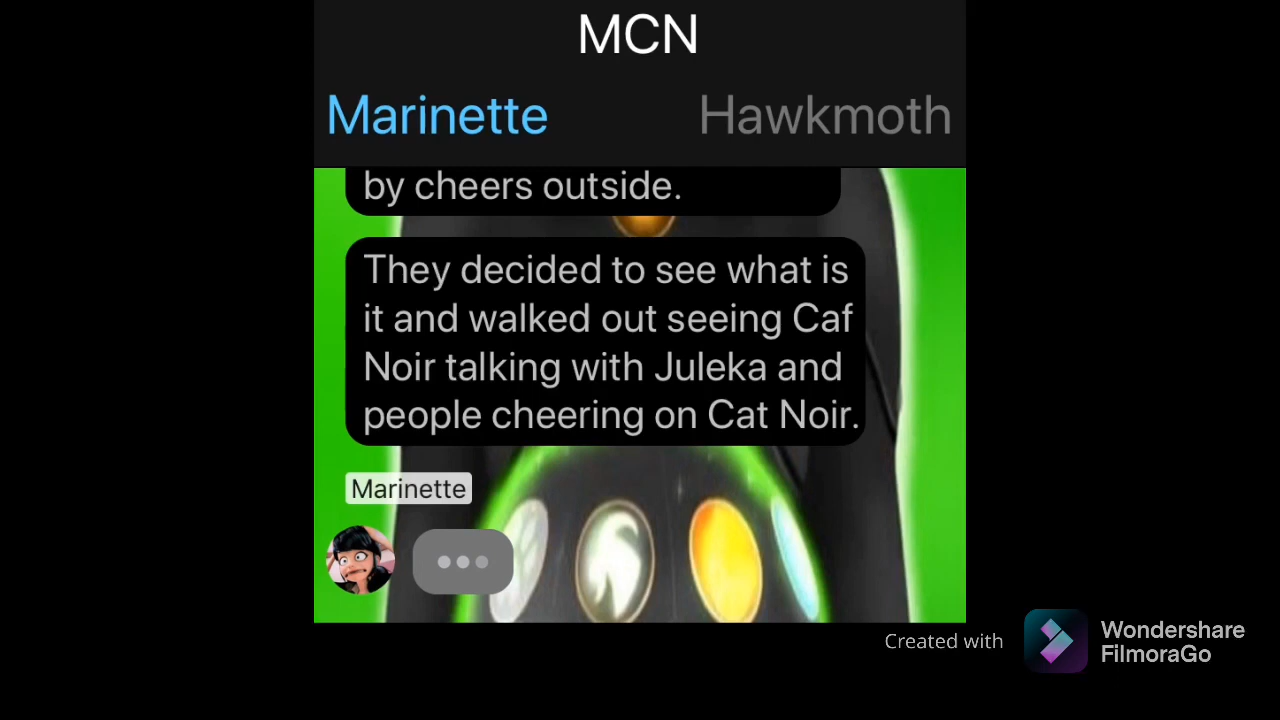 MCN
Marinette Hawkmoth
by cheers outside.
They decided to see what is
it and walked out seeing Caf
Noir talking with Juleka and
people cheering on Cat Noir.
Marinette
Created with
Wondershare
FilmoraGo